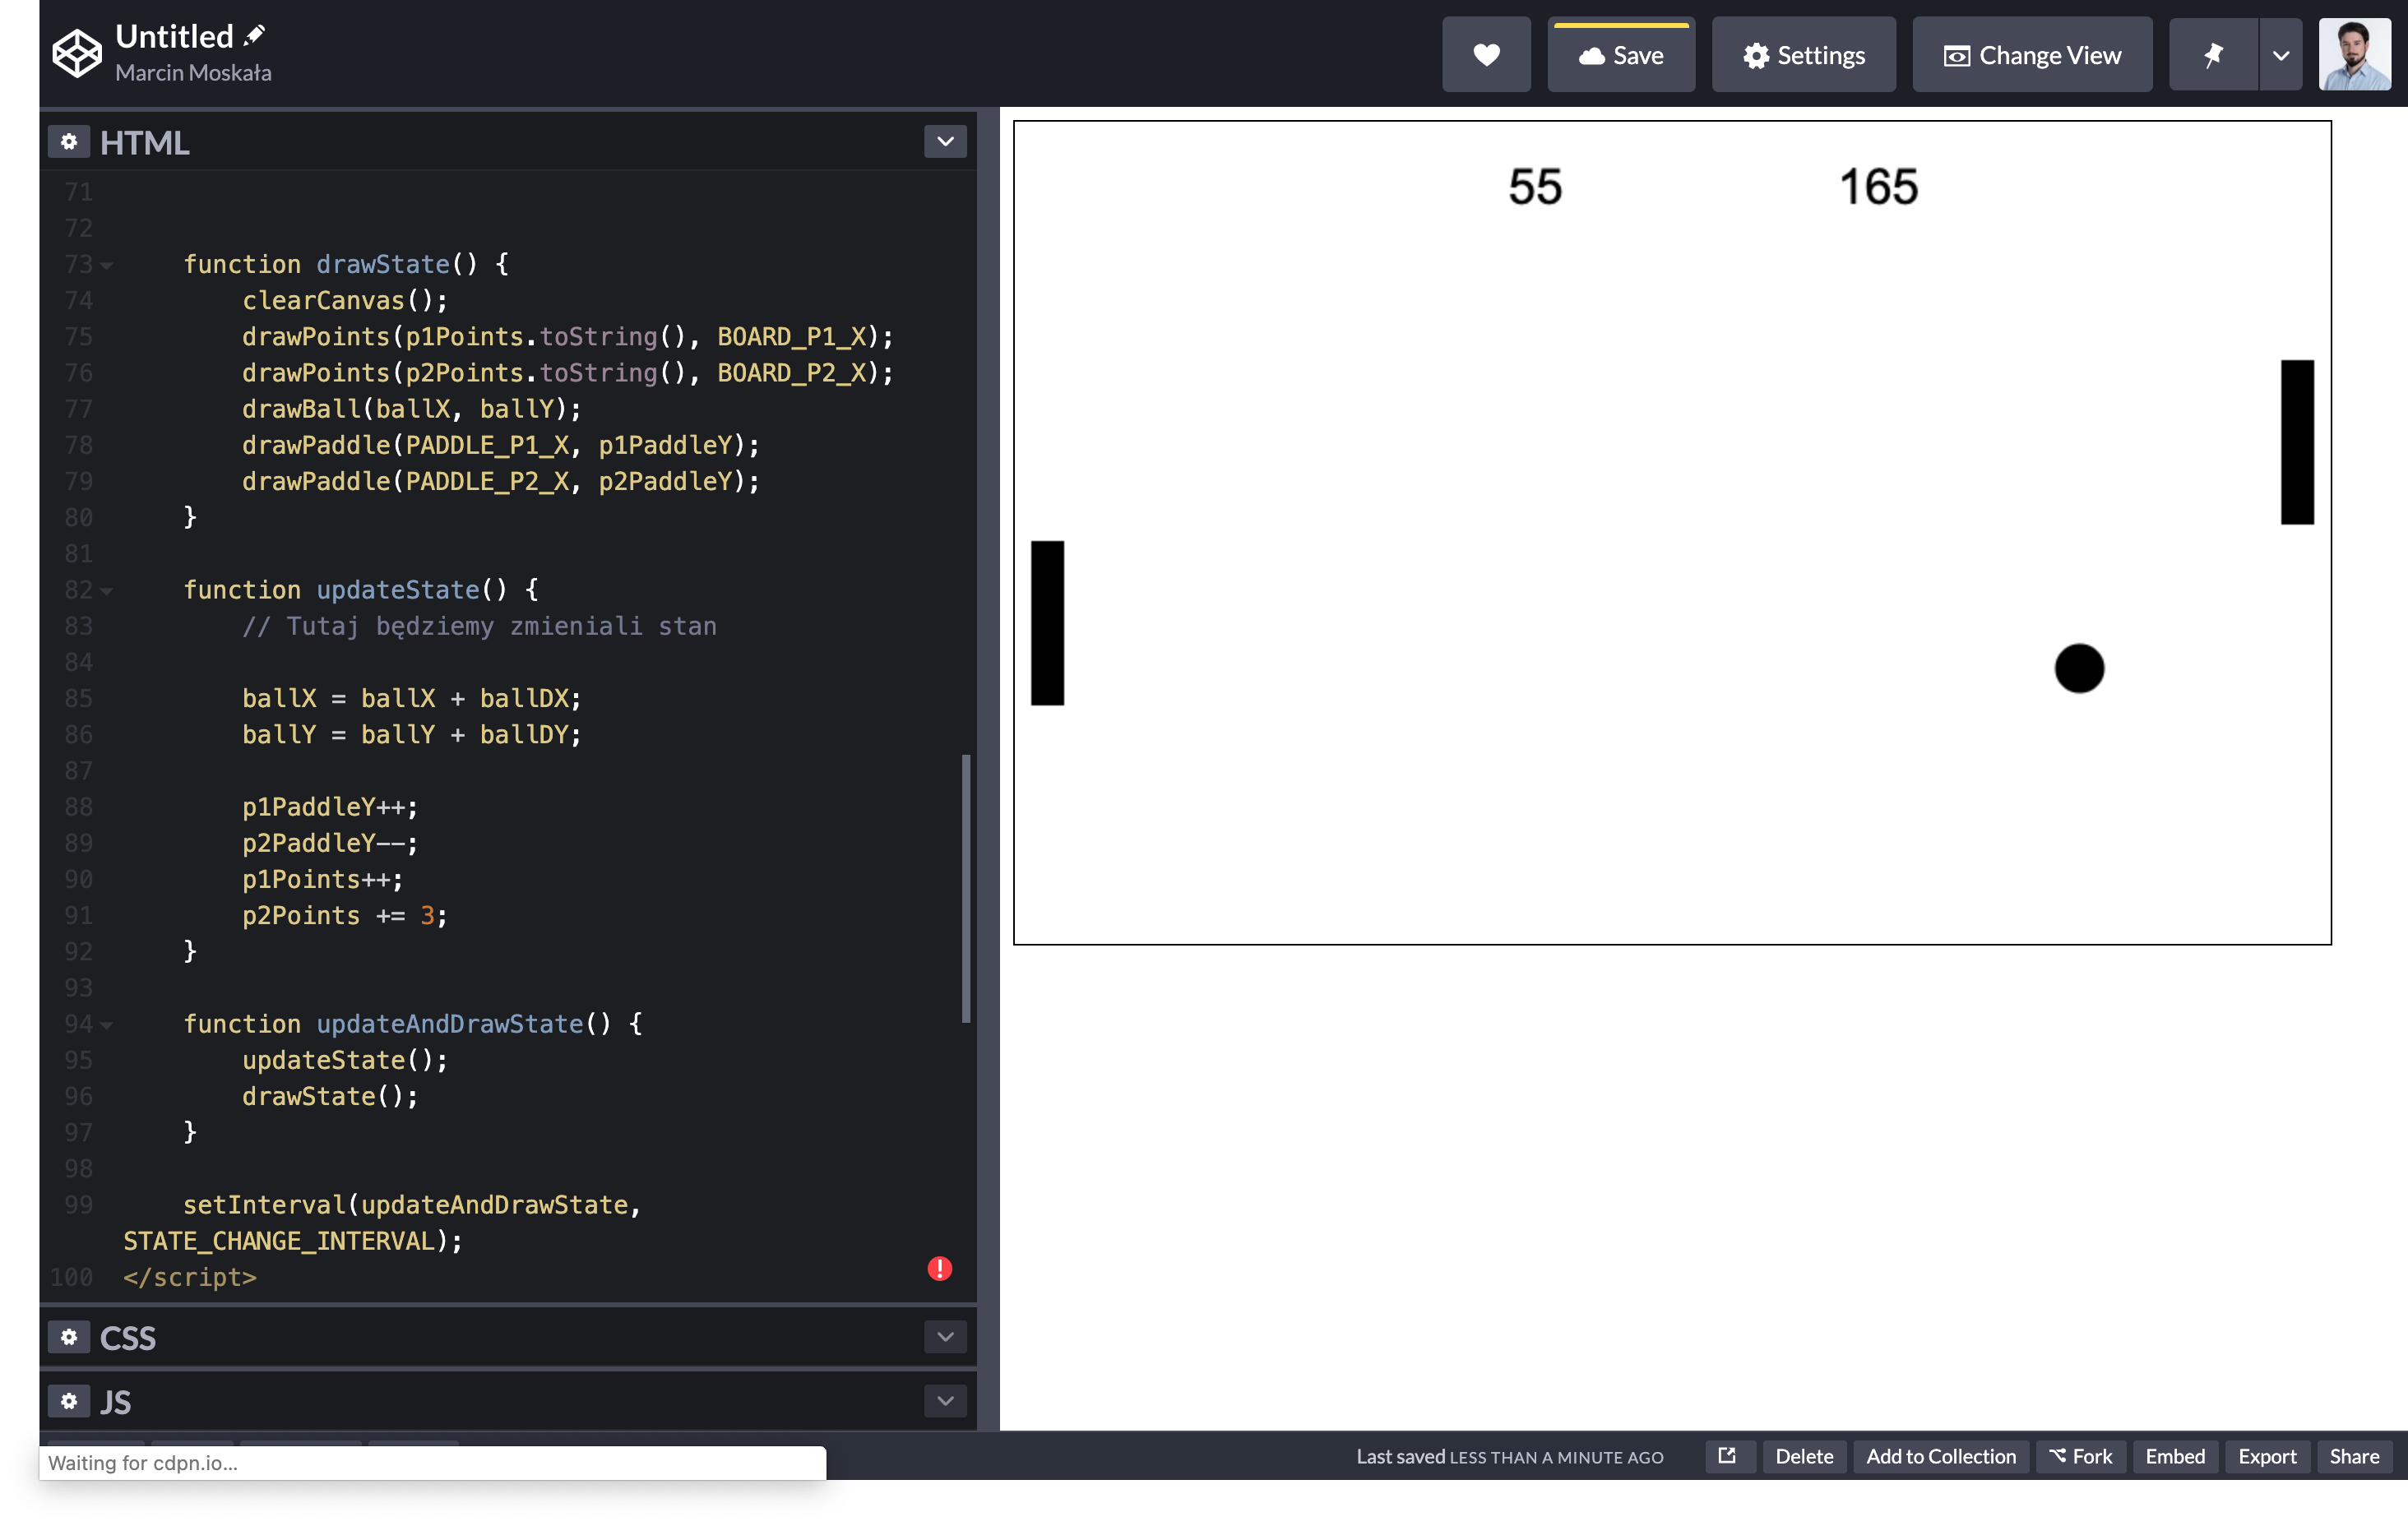 Untitled
Marcin Moskała
Save
Settings
Change View
HTML
71
72
73 function drawState() {
74 clearCanvas();
75 drawPoints(p1Points.toString(), BOARD_P1_X);
76 drawPoints(p2Points.toString(), BOARD_P2_X);
77 drawBall(ballX, ballY);
78 drawPaddle(PADDLE_P1_X, p1PaddleY);
79 drawPaddle(PADDLE_P2_X, p2PaddleY);
80 }
81
82 function updateState() {
83 // Tutaj będziemy zmieniali stan
84
85 ballX = ballX + ballDX;
86 ballY = ballY + ballDY;
87
88 p1PaddleY++;
89 p2PaddleY--;
90 p1Points++;
91 p2Points += 3;
92 }
93
94 function updateAndDrawState() {
95 updateState();
96 drawState();
97 }
98
99 setInterval(updateAndDrawState,
STATE_CHANGE_INTERVAL);
100 </script>
CSS
JS
55 165
Waiting for cdpn.io...
Last saved LESS THAN A MINUTE AGO
Delete
Add to Collection
Fork
Embed
Export
Share